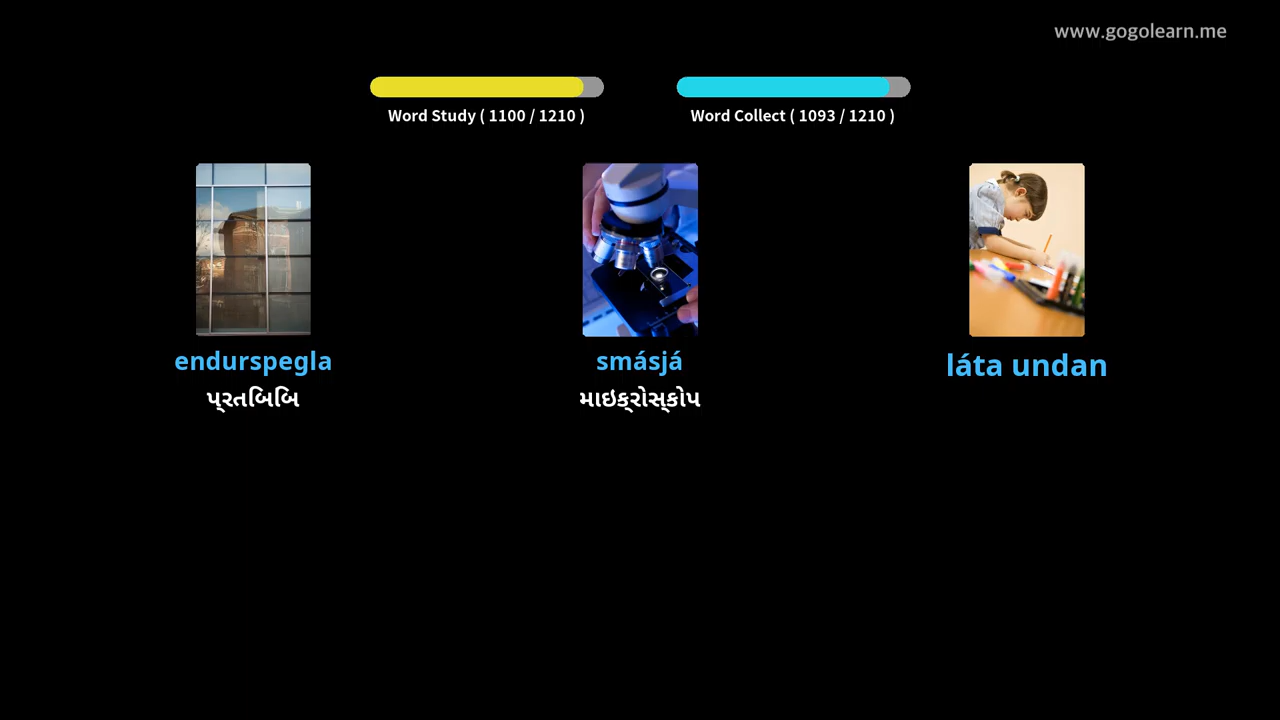 www.gogolearn.me
Word Study ( 1100 / 1210 )
Word Collect ( 1093 / 1210 )
endurspegla
પ્રતબિંબિ
smásjá
માઇક્રોસ્કોપ
láta undan